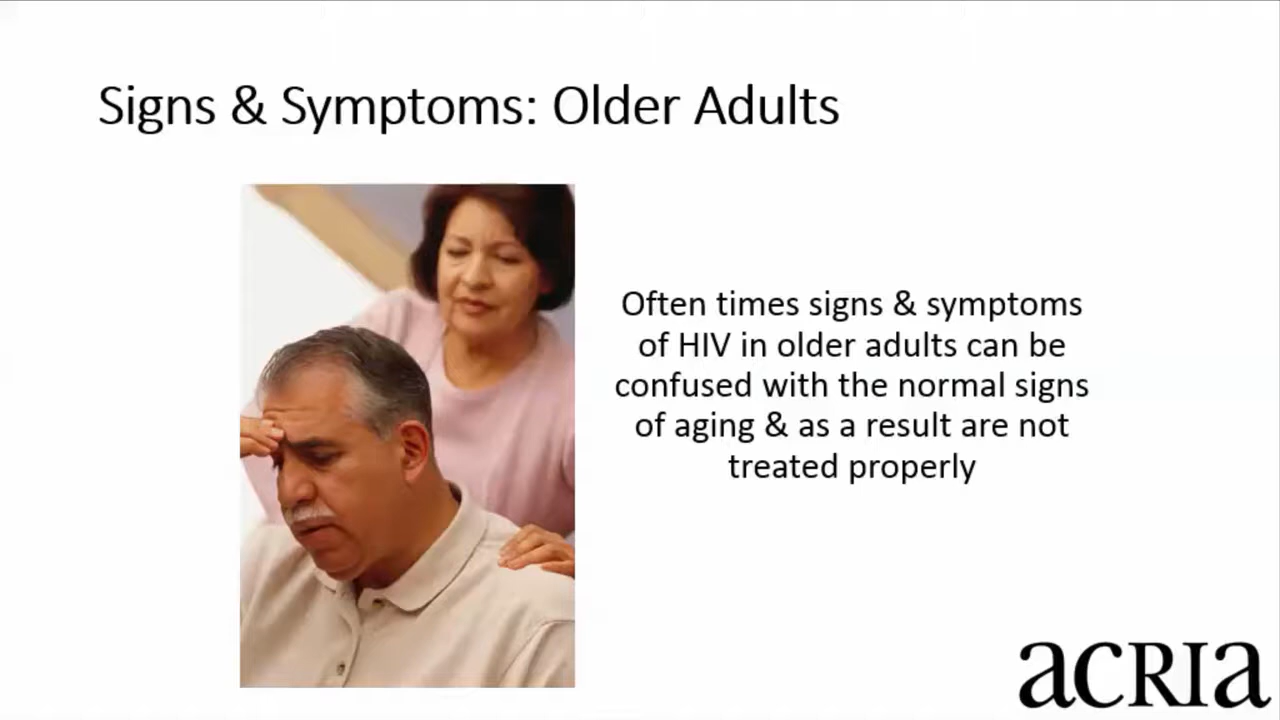 Signs & Symptoms: Older Adults
Often times signs & symptoms
of HIV in older adults can be
confused with the normal signs
of aging & as a result are not
treated properly
acria